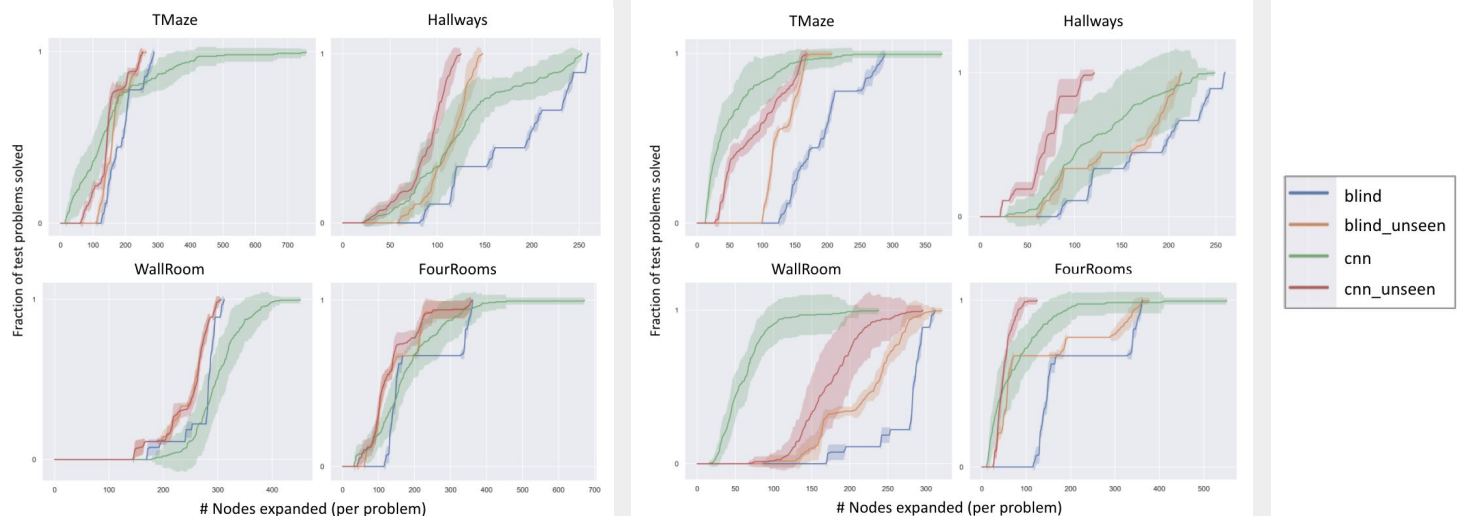 TMaze
Hallways
Fraction of test problems solved
1
0
0 100 200 300 400 500 600 700
1
0
0 50 100 150 200 250
WallRoom
FourRooms
1
0
0 100 200 300 400
1
0
0 100 200 300 400 500 600 700
# Nodes expanded (per problem)
TMaze
Hallways
Fraction of test problems solved
1
0
0 50 100 150 200 250 300 350
1
0
0 50 100 150 200 250
WallRoom
FourRooms
1
0
0 50 100 150 200 250 300
1
0
0 100 200 300 400 500
# Nodes expanded (per problem)
blind
blind_unseen
cnn
cnn_unseen